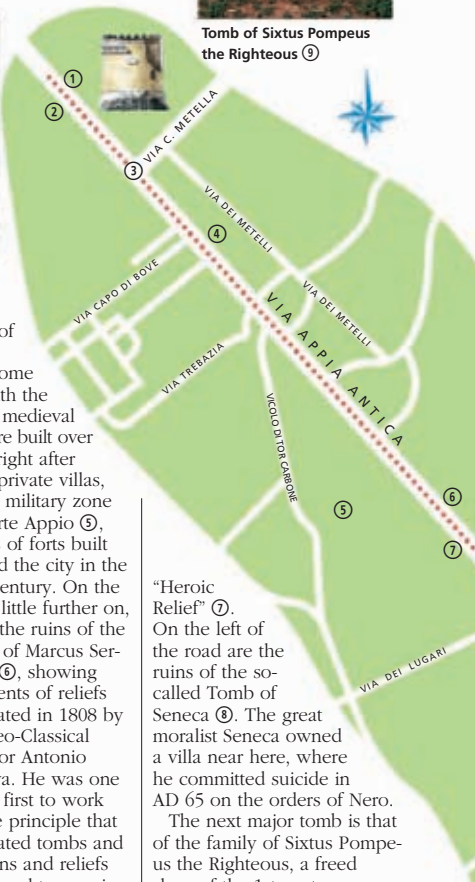 Tomb of Sixtus Pompeus
the Righteous ⑨
①
②
③
VIA C. METELLA
④
VIA DEI METELLI
VIA CAPO DI BOVE
VIA DEI METELLI
VIA APPIA ANTICA
VIA TREBAZIA
VICOLO DI TOR CARBONE
⑤
⑥
⑦
VIA DEI LUGARI
of
ome
th the
medieval
re built over
right after
private villas,
military zone
rte Appio ⑤,
of forts built
d the city in the
entury. On the
little further on,
the ruins of the
of Marcus Ser-
⑥, showing
ents of reliefs
ated in 1808 by
eo-Classical
or Antonio
a. He was one
first to work
e principle that
ated tombs and
ns and reliefs
“Heroic
Relief” ⑦.
On the left of
the road are the
ruins of the so-
called Tomb of
Seneca ⑧. The great
moralist Seneca owned
a villa near here, where
he committed suicide in
AD 65 on the orders of Nero.
The next major tomb is that
of the family of Sixtus Pompe-
us the Righteous, a freed